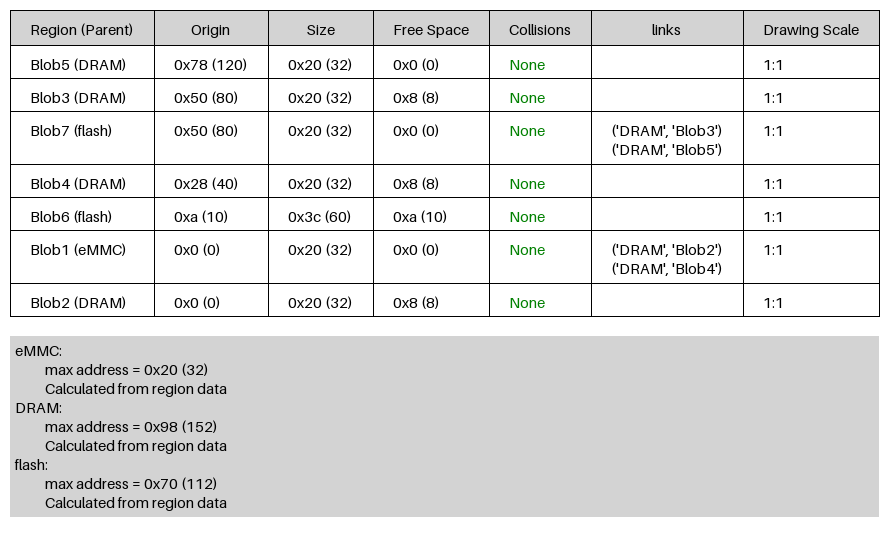 Region (Parent) Origin Size Free Space Collisions links Drawing Scale
Blob5 (DRAM) 0x78 (120) 0x20 (32) 0x0 (0) None 1:1
Blob3 (DRAM) 0x50 (80) 0x20 (32) 0x8 (8) None 1:1
Blob7 (flash) 0x50 (80) 0x20 (32) 0x0 (0) None ('DRAM', 'Blob3') 1:1
('DRAM', 'Blob5')
Blob4 (DRAM) 0x28 (40) 0x20 (32) 0x8 (8) None 1:1
Blob6 (flash) 0xa (10) 0x3c (60) 0xa (10) None 1:1
Blob1 (eMMC) 0x0 (0) 0x20 (32) 0x0 (0) None ('DRAM', 'Blob2') 1:1
('DRAM', 'Blob4')
Blob2 (DRAM) 0x0 (0) 0x20 (32) 0x8 (8) None 1:1
eMMC:
max address = 0x20 (32)
Calculated from region data
DRAM:
max address = 0x98 (152)
Calculated from region data
flash:
max address = 0x70 (112)
Calculated from region data